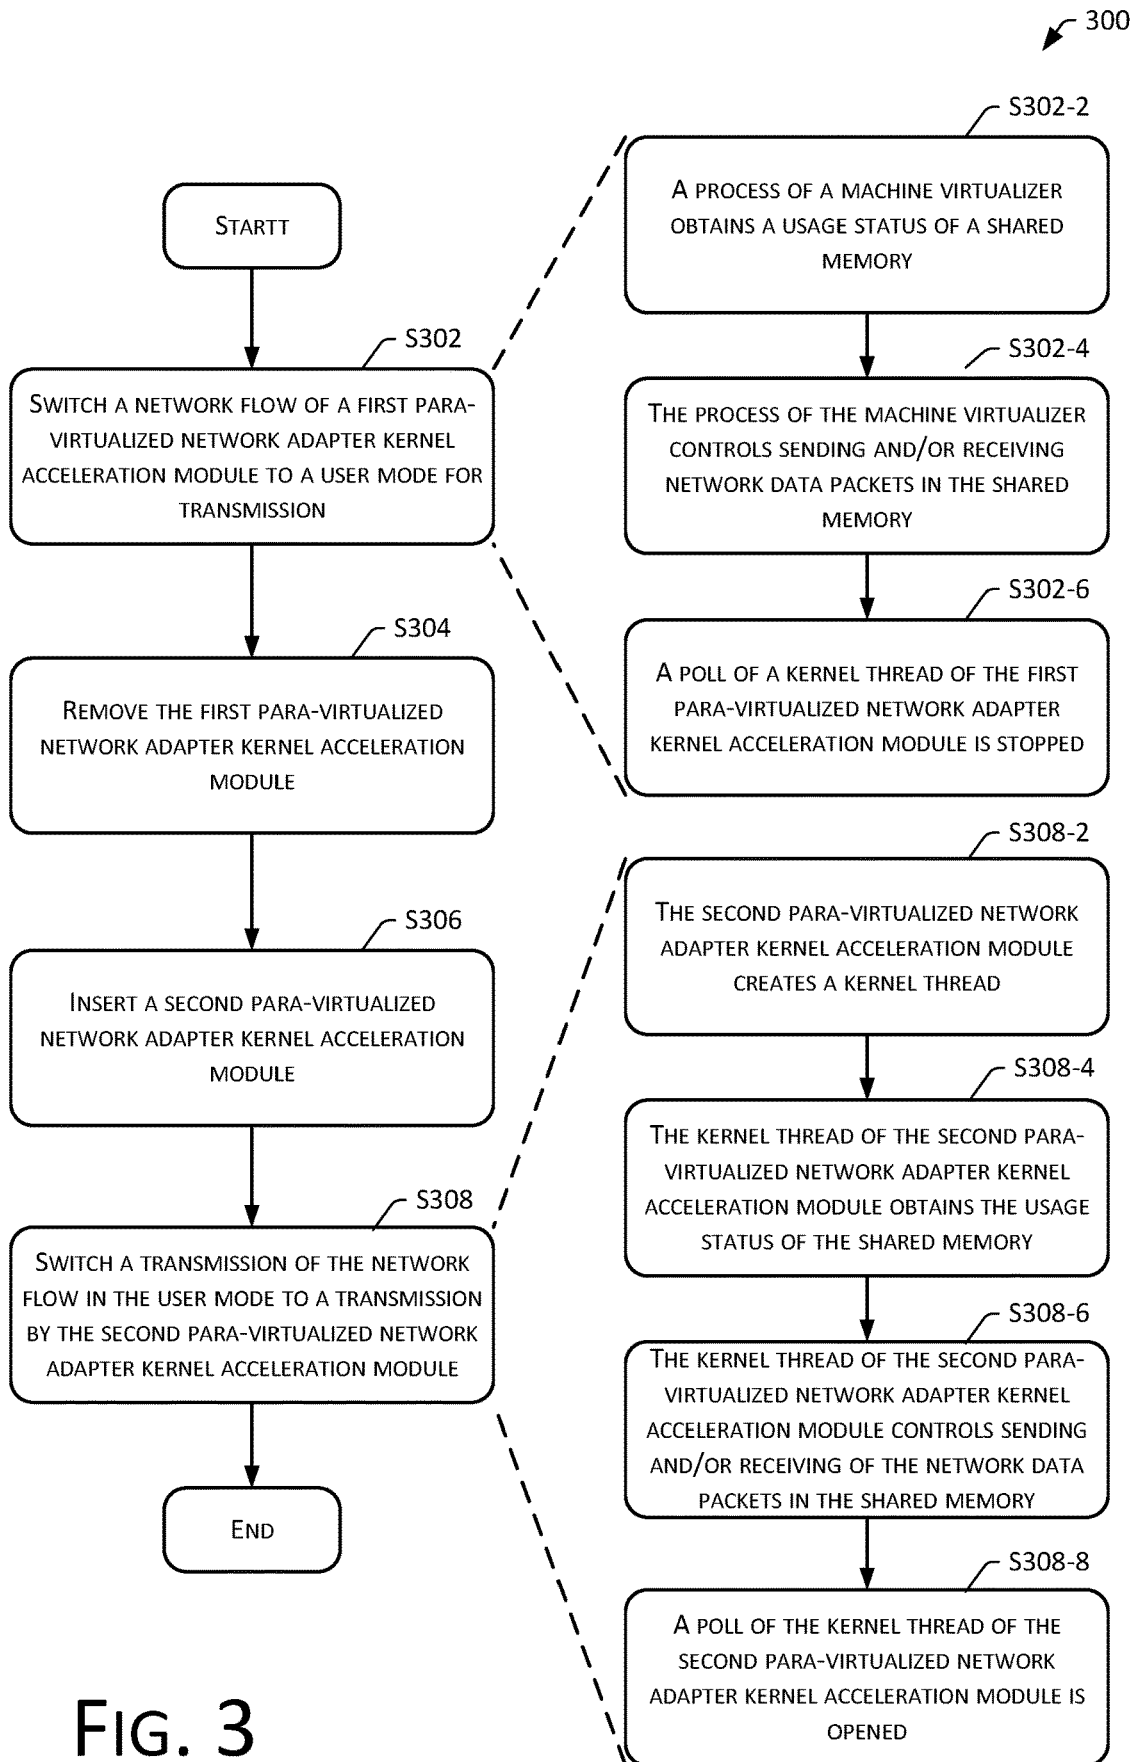 300
STARTT
S302
SWITCH A NETWORK FLOW OF A FIRST PARA-
VIRTUALIZED NETWORK ADAPTER KERNEL
ACCELERATION MODULE TO A USER MODE FOR
TRANSMISSION
S304
REMOVE THE FIRST PARA-VIRTUALIZED
NETWORK ADAPTER KERNEL ACCELERATION
MODULE
S306
INSERT A SECOND PARA-VIRTUALIZED
NETWORK ADAPTER KERNEL ACCELERATION
MODULE
S308
SWITCH A TRANSMISSION OF THE NETWORK
FLOW IN THE USER MODE TO A TRANSMISSION
BY THE SECOND PARA-VIRTUALIZED NETWORK
ADAPTER KERNEL ACCELERATION MODULE
END
S302-2
A PROCESS OF A MACHINE VIRTUALIZER
OBTAINS A USAGE STATUS OF A SHARED
MEMORY
S302-4
THE PROCESS OF THE MACHINE VIRTUALIZER
CONTROLS SENDING AND/OR RECEIVING
NETWORK DATA PACKETS IN THE SHARED
MEMORY
S302-6
A POLL OF A KERNEL THREAD OF THE FIRST
PARA-VIRTUALIZED NETWORK ADAPTER
KERNEL ACCELERATION MODULE IS STOPPED
S308-2
THE SECOND PARA-VIRTUALIZED NETWORK
ADAPTER KERNEL ACCELERATION MODULE
CREATES A KERNEL THREAD
S308-4
THE KERNEL THREAD OF THE SECOND PARA-
VIRTUALIZED NETWORK ADAPTER KERNEL
ACCELERATION MODULE OBTAINS THE USAGE
STATUS OF THE SHARED MEMORY
S308-6
THE KERNEL THREAD OF THE SECOND PARA-
VIRTUALIZED NETWORK ADAPTER KERNEL
ACCELERATION MODULE CONTROLS SENDING
AND/OR RECEIVING OF THE NETWORK DATA
PACKETS IN THE SHARED MEMORY
S308-8
A POLL OF THE KERNEL THREAD OF THE
SECOND PARA-VIRTUALIZED NETWORK
ADAPTER KERNEL ACCELERATION MODULE IS
OPENED
FIG. 3